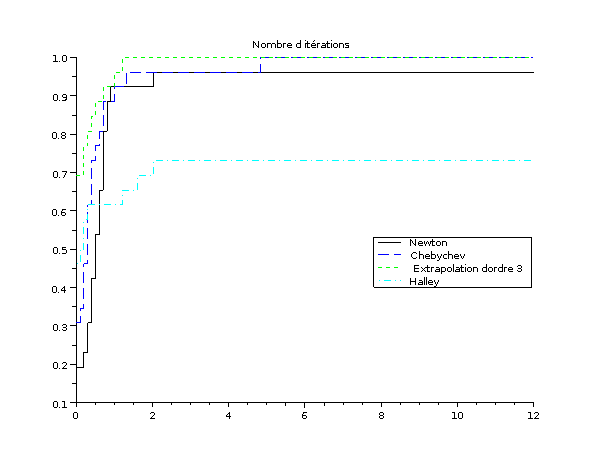 Nombre d itérations
1.0
0.9
0.8
0.7
0.6
0.5
0.4
0.3
0.2
0.1
0 2 4 6 8 10 12
Newton
Chebychev
Extrapolation dordre 3
Halley